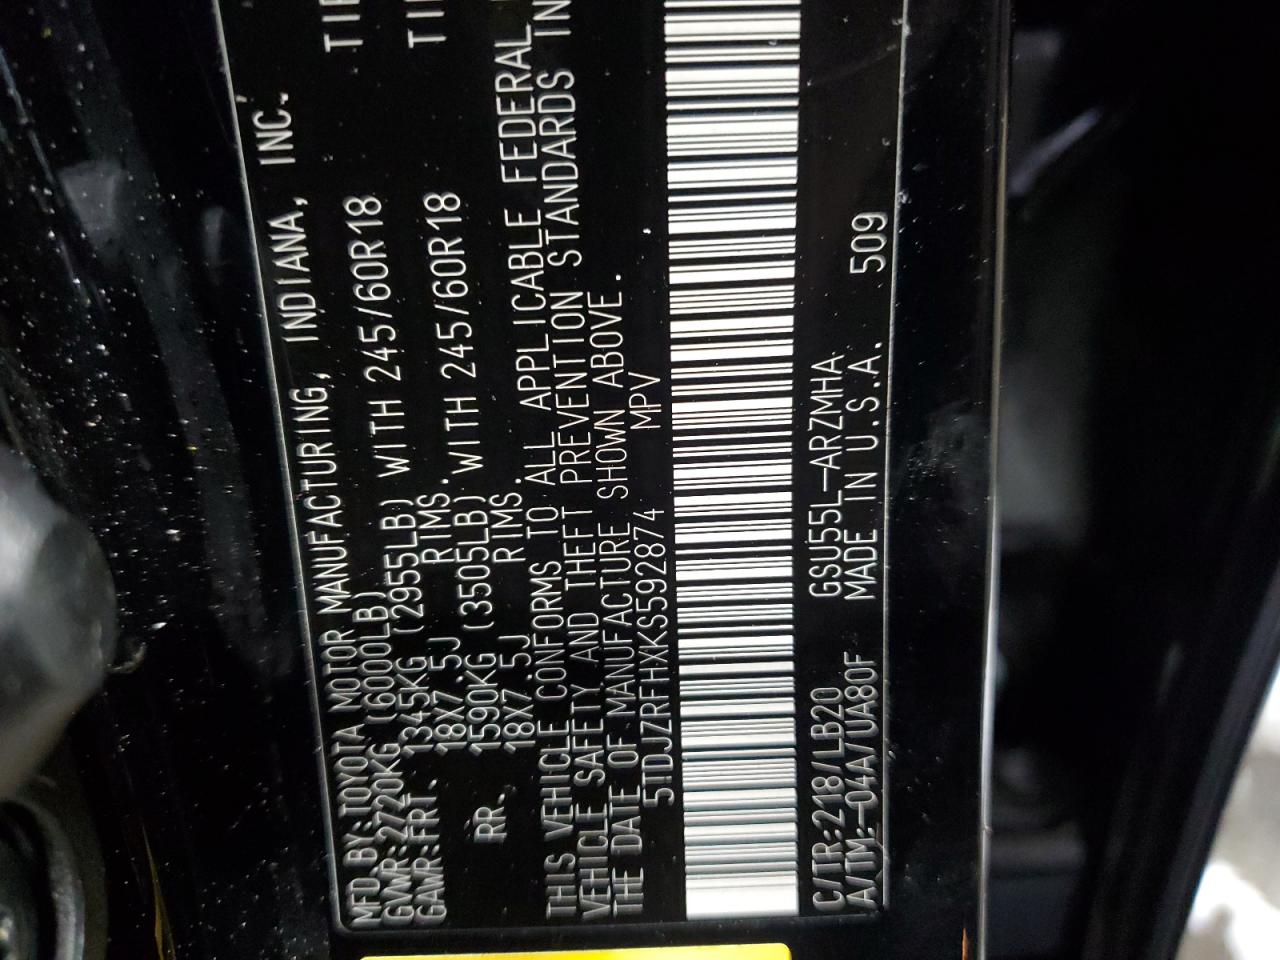 MFD. BY: TOYOTA MOTOR MANUFACTURING, INDIANA, INC.
GVWR: 2720KG (6000LB)
GAWR: FRT. 1345KG (2955LB) WITH 245/60R18 TI
18X7.5J RIMS.
RR. 1590KG (3505LB) WITH 245/60R18 TI
18X7.5J RIMS.
THIS VEHICLE CONFORMS TO ALL APPLICABLE FEDERAL
VEHICLE SAFETY AND THEFT PREVENTION STANDARDS IN
THE DATE OF MANUFACTURE SHOWN ABOVE.
5TDJZRFHXKS592874 MPV
C/TR: 218/LB20 GSU55L-ARZMHA
A/TM: -04A/UA80F MADE IN U.S.A. 509